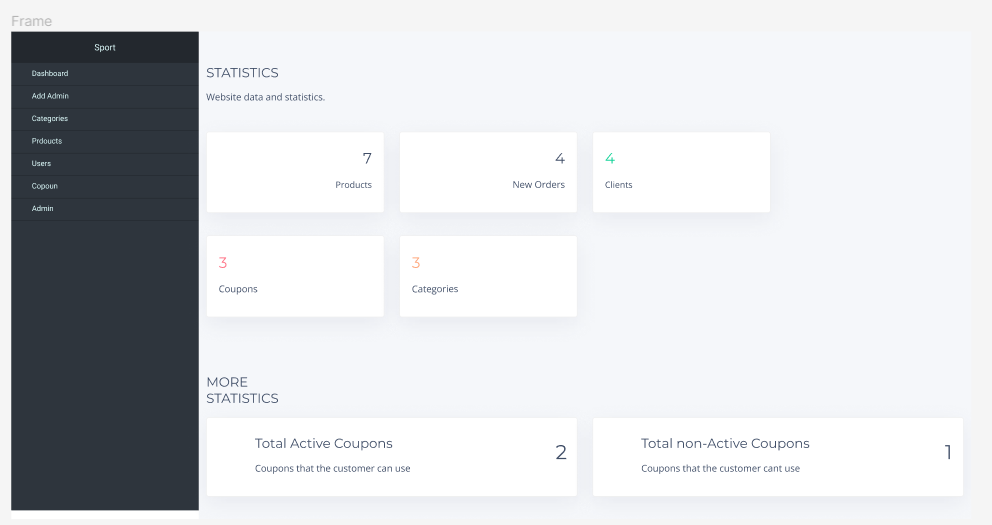 Frame
Sport
Dashboard
Add Admin
Categories
Prdoucts
Users
Copoun
Admin
STATISTICS
Website data and statistics.
7
Products
4
New Orders
4
Clients
3
Coupons
3
Categories
MORE
STATISTICS
Total Active Coupons
Coupons that the customer can use
2
Total non-Active Coupons
Coupons that the customer cant use
1